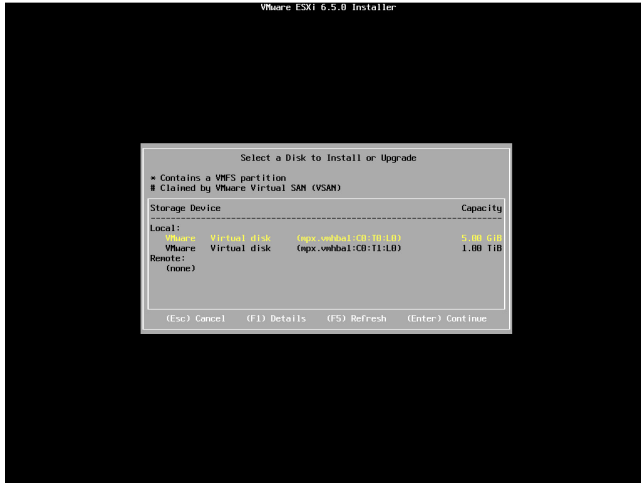 VMware ESXi 6.5.0 Installer
Select a Disk to Install or Upgrade
* Contains a VMFS partition
# Claimed by VMware Virtual SAN (VSAN)
Storage Device Capacity
Local:
VMware Virtual disk (mpx.vmhba1:C0:T0:L0) 5.00 GiB
VMware Virtual disk (mpx.vmhba1:C0:T1:L0) 1.00 TiB
Remote:
(none)
(Esc) Cancel (F1) Details (F5) Refresh (Enter) Continue